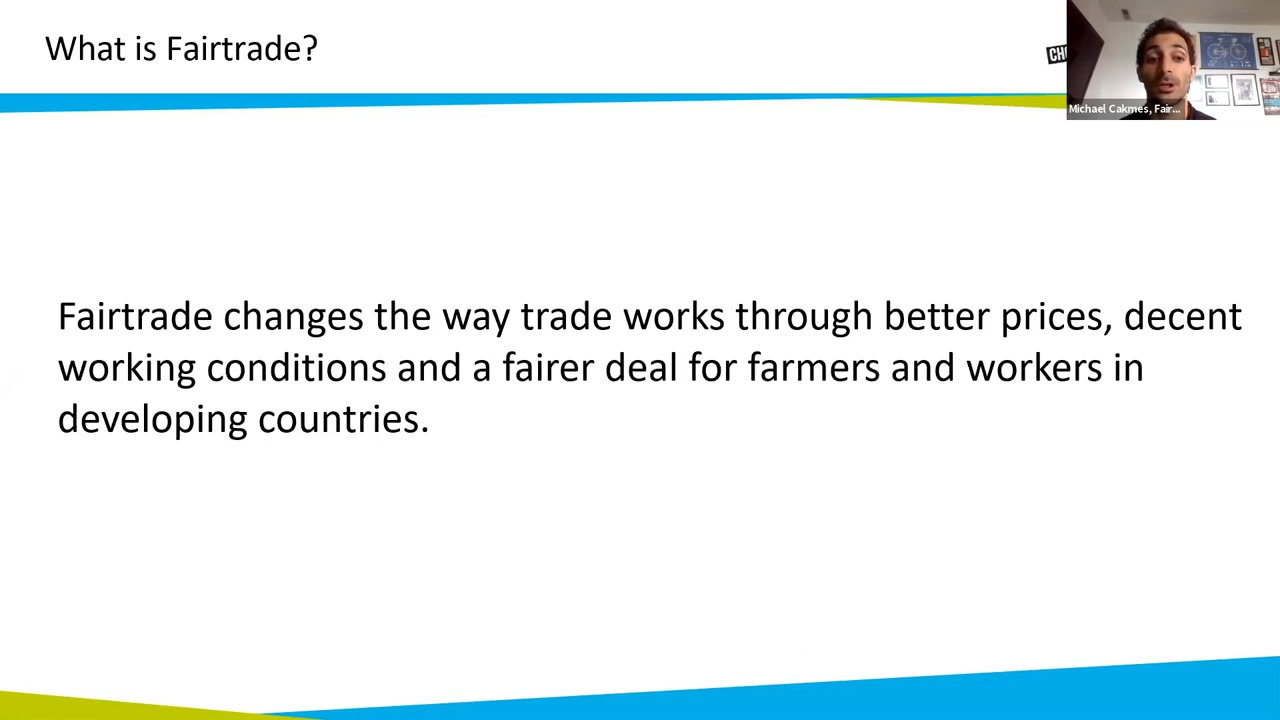 What is Fairtrade?
CHO
Michael Cakmes, Fair...
Fairtrade changes the way trade works through better prices, decent
working conditions and a fairer deal for farmers and workers in
developing countries.